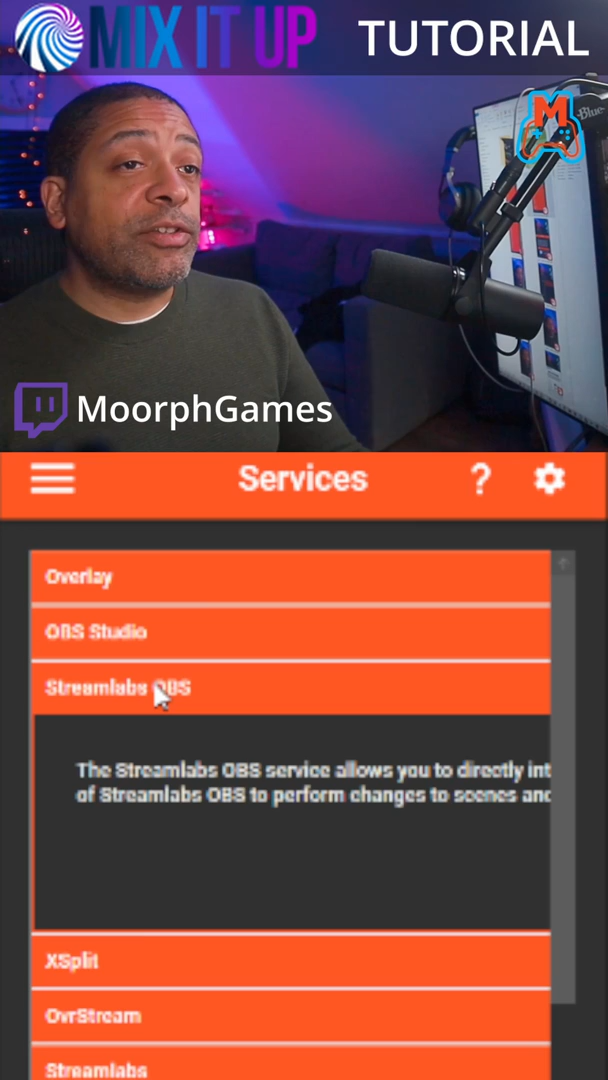 MIX IT UP TUTORIAL
M
Blue
MoorphGames
Services ?
Overlay
OBS Studio
Streamlabs OBS
The Streamlabs OBS service allows you to directly int
of Streamlabs OBS to perform changes to scenes and
XSplit
OvrStream
Streamlabs